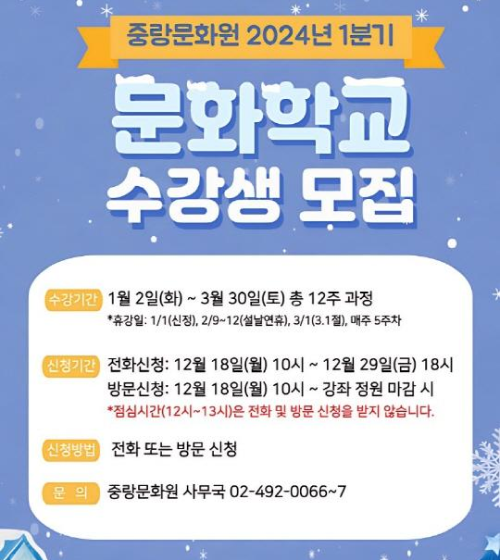 중랑문화원 2024년 1분기
문화학교
수강생 모집
수강기간 1월 2일(화) ~ 3월 30일(토) 총 12주 과정
*휴강일: 1/1(신정), 2/9~12(설날연휴), 3/1(3.1절), 매주 5주차
신청기간 전화신청: 12월 18일(월) 10시 ~ 12월 29일(금) 18시
방문신청: 12월 18일(월) 10시 ~ 강좌 정원 마감 시
*점심시간(12시~13시)은 전화 및 방문 신청을 받지 않습니다.
신청방법 전화 또는 방문 신청
문 의 중랑문화원 사무국 02-492-0066~7